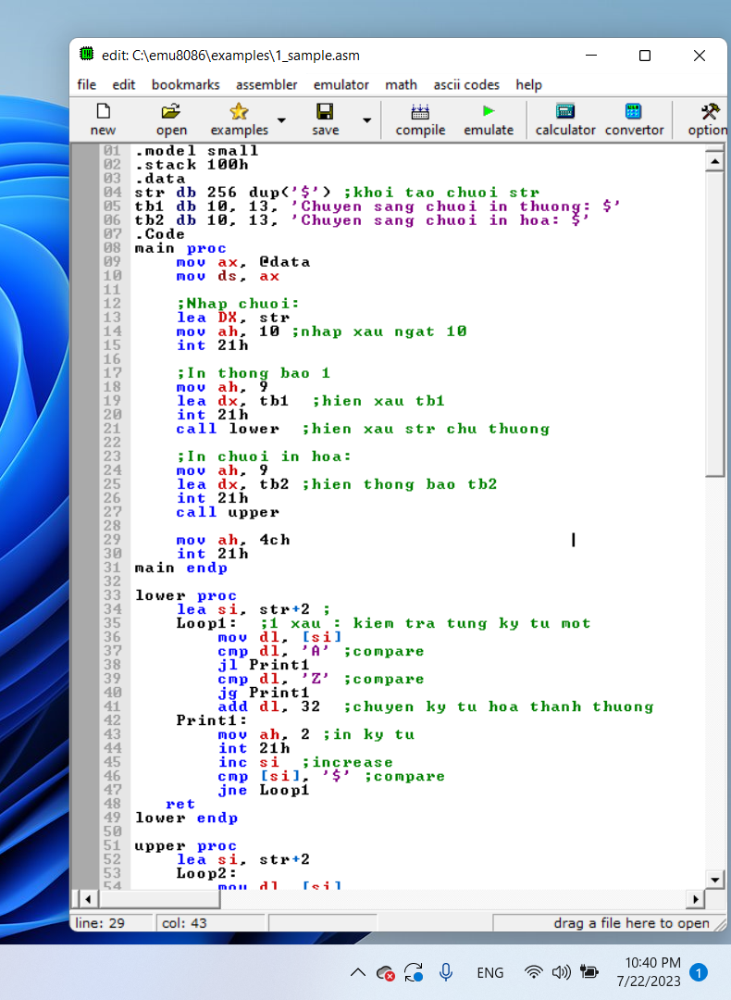 edit: C:\emu8086\examples\1_sample.asm
file edit bookmarks assembler emulator math ascii codes help
new open examples save compile emulate calculator convertor option
01 .model small
02 .stack 100h
03 .data
04 str db 256 dup('$') ;khoi tao chuoi str
05 tb1 db 10, 13, 'Chuyen sang chuoi in thuong: $'
06 tb2 db 10, 13, 'Chuyen sang chuoi in hoa: $'
07 .Code
08 main proc
09 mov ax, @data
10 mov ds, ax
11
12 ;Nhap chuoi:
13 lea DX, str
14 mov ah, 10 ;nhap xau ngat 10
15 int 21h
16
17 ;In thong bao 1
18 mov ah, 9
19 lea dx, tb1 ;hien xau tb1
20 int 21h
21 call lower ;hien xau str chu thuong
22
23 ;In chuoi in hoa:
24 mov ah, 9
25 lea dx, tb2 ;hien thong bao tb2
26 int 21h
27 call upper
28
29 mov ah, 4ch
30 int 21h
31 main endp
32
33 lower proc
34 lea si, str+2 ;
35 Loop1: ;1 xau : kiem tra tung ky tu mot
36 mov dl, [si]
37 cmp dl, 'A' ;compare
38 jl Print1
39 cmp dl, 'Z' ;compare
40 jg Print1
41 add dl, 32 ;chuyen ky tu hoa thanh thuong
42 Print1:
43 mov ah, 2 ;in ky tu
44 int 21h
45 inc si ;increase
46 cmp [si], '$' ;compare
47 jne Loop1
48 ret
49 lower endp
50
51 upper proc
52 lea si, str+2
53 Loop2:
54 mov dl, [si]
line: 29 col: 43 drag a file here to open
ENG 10:40 PM 1
7/22/2023